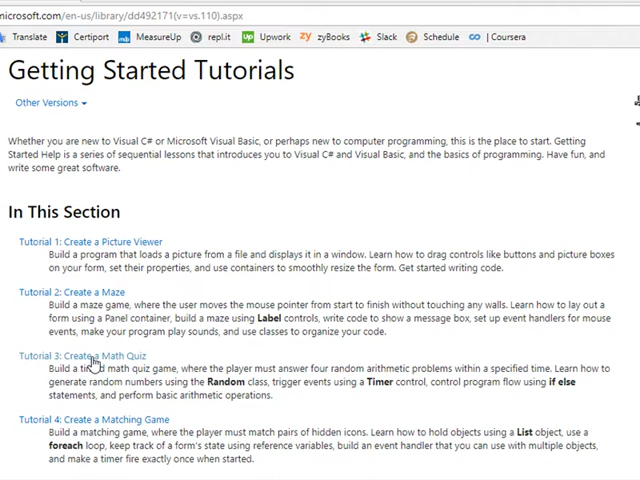 microsoft.com/en-us/library/dd492171(v=vs.110).aspx
Translate Certiport MeasureUp repl.it Upwork zyBooks Slack Schedule | Coursera
Getting Started Tutorials
Other Versions
Whether you are new to Visual C# or Microsoft Visual Basic, or perhaps new to computer programming, this is the place to start. Getting
Started Help is a series of sequential lessons that introduces you to Visual C# and Visual Basic, and the basics of programming. Have fun, and
write some great software.
In This Section
Tutorial 1: Create a Picture Viewer
Build a program that loads a picture from a file and displays it in a window. Learn how to drag controls like buttons and picture boxes
on your form, set their properties, and use containers to smoothly resize the form. Get started writing code.
Tutorial 2: Create a Maze
Build a maze game, where the user moves the mouse pointer from start to finish without touching any walls. Learn how to lay out a
form using a Panel container, build a maze using Label controls, write code to show a message box, set up event handlers for mouse
events, make your program play sounds, and use classes to organize your code.
Tutorial 3: Create a Math Quiz
Build a timed math quiz game, where the player must answer four random arithmetic problems within a specified time. Learn how to
generate random numbers using the Random class, trigger events using a Timer control, control program flow using if else
statements, and perform basic arithmetic operations.
Tutorial 4: Create a Matching Game
Build a matching game, where the player must match pairs of hidden icons. Learn how to hold objects using a List object, use a
foreach loop, keep track of a form's state using reference variables, build an event handler that you can use with multiple objects,
and make a timer fire exactly once when started.